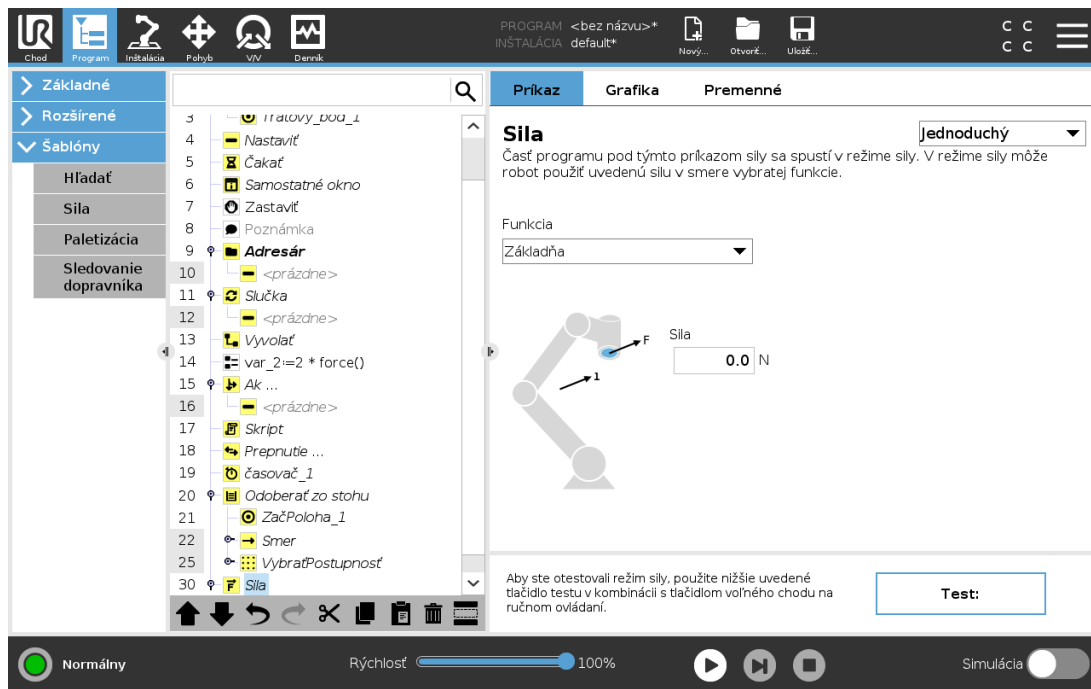 PROGRAM <bez názvu>*
INŠTALÁCIA default*
Chod
Program
Inštalácia
Pohyb
V/V
Denník
Nový...
Otvoriť...
Uložiť...
C C
C C
Základné
Rozšírené
Šablóny
Hľadať
Sila
Paletizácia
Sledovanie
dopravníka
3 Traťový_bod_1
4 Nastaviť
5 Čakať
6 Samostatné okno
7 Zastaviť
8 Poznámka
9 Adresár
10 <prázdne>
11 Slučka
12 <prázdne>
13 Vyvolať
14 var_2≔2 * force()
15 Ak ...
16 <prázdne>
17 Skript
18 Prepnutie ...
19 časovač_1
20 Odoberať zo stohu
21 ZačPoloha_1
22 Smer
25 VybraťPostupnosť
30 Sila
Príkaz Grafika Premenné
Sila
Jednoduchý
Časť programu pod týmto príkazom sily sa spustí v režime sily. V režime sily môže
robot použiť uvedenú silu v smere vybratej funkcie.
Funkcia
Základňa
F
1
Sila
0.0 N
Aby ste otestovali režim sily, použite nižšie uvedené
tlačidlo testu v kombinácii s tlačidlom voľného chodu na
ručnom ovládaní.
Test:
Normálny
Rýchlosť 100%
Simulácia